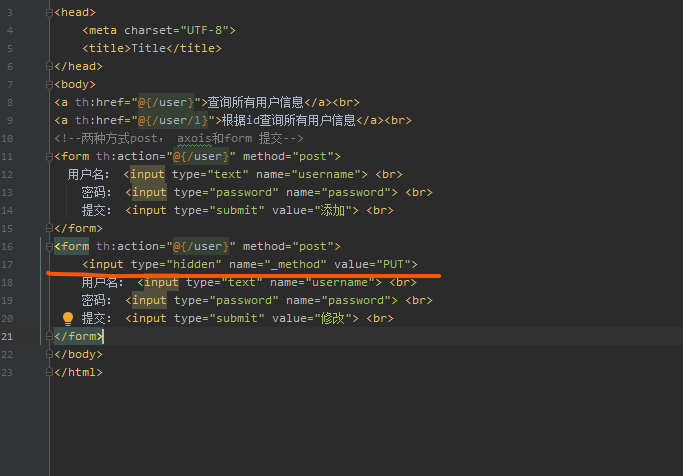 3 <head>
4 <meta charset="UTF-8">
5 <title>Title</title>
6 </head>
7 <body>
8 <a th:href="@{/user}">查询所有用户信息</a><br>
9 <a th:href="@{/user/1}">根据id查询所有用户信息</a><br>
10 <!--两种方式post， axois和form 提交-->
11 <form th:action="@{/user}" method="post">
12 用户名： <input type="text" name="username"> <br>
13 密码： <input type="password" name="password"> <br>
14 提交： <input type="submit" value="添加"> <br>
15 </form>
16 <form th:action="@{/user}" method="post">
17 <input type="hidden" name="_method" value="PUT">
18 用户名： <input type="text" name="username"> <br>
19 密码： <input type="password" name="password"> <br>
20 提交： <input type="submit" value="修改"> <br>
21 </form>
22 </body>
23 </html>